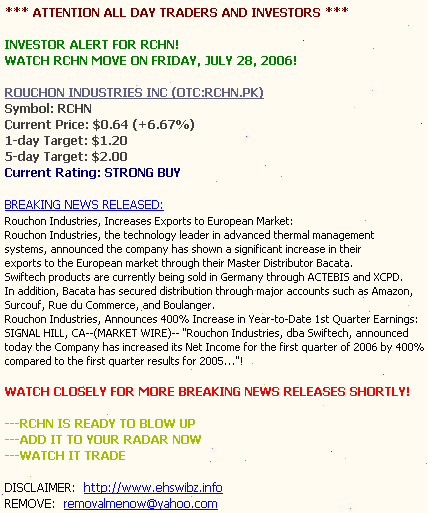 *** ATTENTION ALL DAY TRADERS AND INVESTORS ***
INVESTOR ALERT FOR RCHN!
WATCH RCHN MOVE ON FRIDAY, JULY 28, 2006!
ROUCHON INDUSTRIES INC (OTC:RCHN.PK)
Symbol: RCHN
Current Price: $0.64 (+6.67%)
1-day Target: $1.20
5-day Target: $2.00
Current Rating: STRONG BUY
BREAKING NEWS RELEASED:
Rouchon Industries, Increases Exports to European Market:
Rouchon Industries, the technology leader in advanced thermal management
systems, announced the company has shown a significant increase in their
exports to the European market through their Master Distributor Bacata.
Swiftech products are currently being sold in Germany through ACTEBIS and XCPD.
In addition, Bacata has secured distribution through major accounts such as Amazon,
Surcouf, Rue du Commerce, and Boulanger.
Rouchon Industries, Announces 400% Increase in Year-to-Date 1st Quarter Earnings:
SIGNAL HILL, CA--(MARKET WIRE)-- "Rouchon Industries, dba Swiftech, announced
today the Company has increased its Net Income for the first quarter of 2006 by 400%
compared to the first quarter results for 2005..."!
WATCH CLOSELY FOR MORE BREAKING NEWS RELEASES SHORTLY!
---RCHN IS READY TO BLOW UP
---ADD IT TO YOUR RADAR NOW
---WATCH IT TRADE
DISCLAIMER: http://www.ehswibz.info
REMOVE: removalmenow@yahoo.com